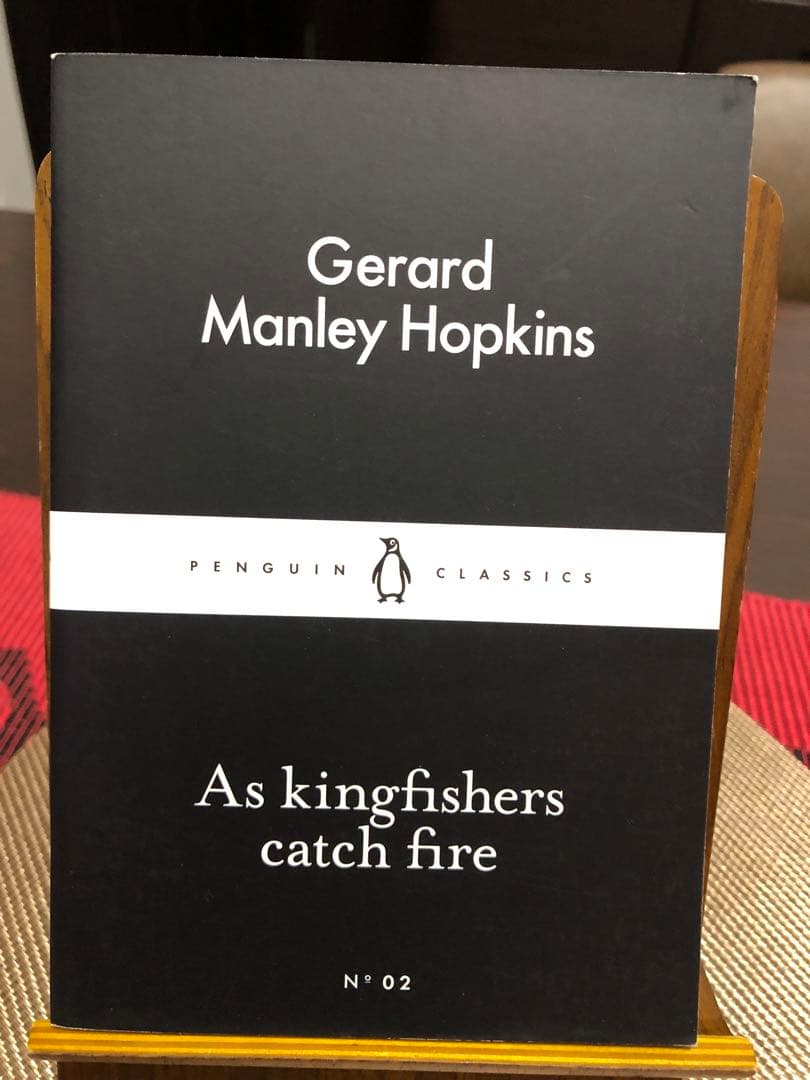 Gerard
Manley Hopkins
PENGUIN CLASSICS
As kingfishers
catch fire
Nº 02